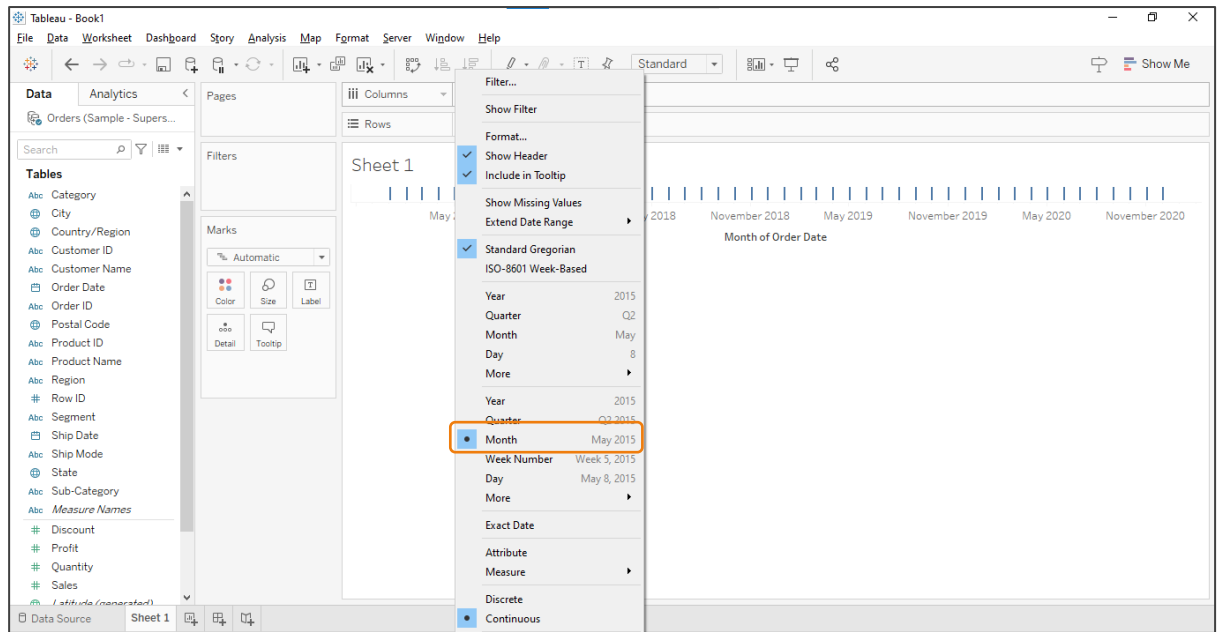 Tableau - Book1
File Data Worksheet Dashboard Story Analysis Map Format Server Window Help
Standard
Show Me
Data Analytics
Orders (Sample - Supers...
Search
Tables
Abc Category
City
Country/Region
Abc Customer ID
Abc Customer Name
Order Date
Abc Order ID
Postal Code
Abc Product ID
Abc Product Name
Abc Region
# Row ID
Abc Segment
Ship Date
Abc Ship Mode
State
Abc Sub-Category
Abc Measure Names
# Discount
# Profit
# Quantity
# Sales
Latitude (generated)
Pages
Filters
Marks
Automatic
Color Size Label
Detail Tooltip
Columns
Rows
Sheet 1
May 2018 November 2018 May 2019 November 2019 May 2020 November 2020
Month of Order Date
Filter...
Show Filter
Format...
Show Header
Include in Tooltip
Show Missing Values
Extend Date Range
Standard Gregorian
ISO-8601 Week-Based
Year 2015
Quarter Q2
Month May
Day 8
More
Year 2015
Quarter Q2 2015
Month May 2015
Week Number Week 5, 2015
Day May 8, 2015
More
Exact Date
Attribute
Measure
Discrete
Continuous
Data Source Sheet 1